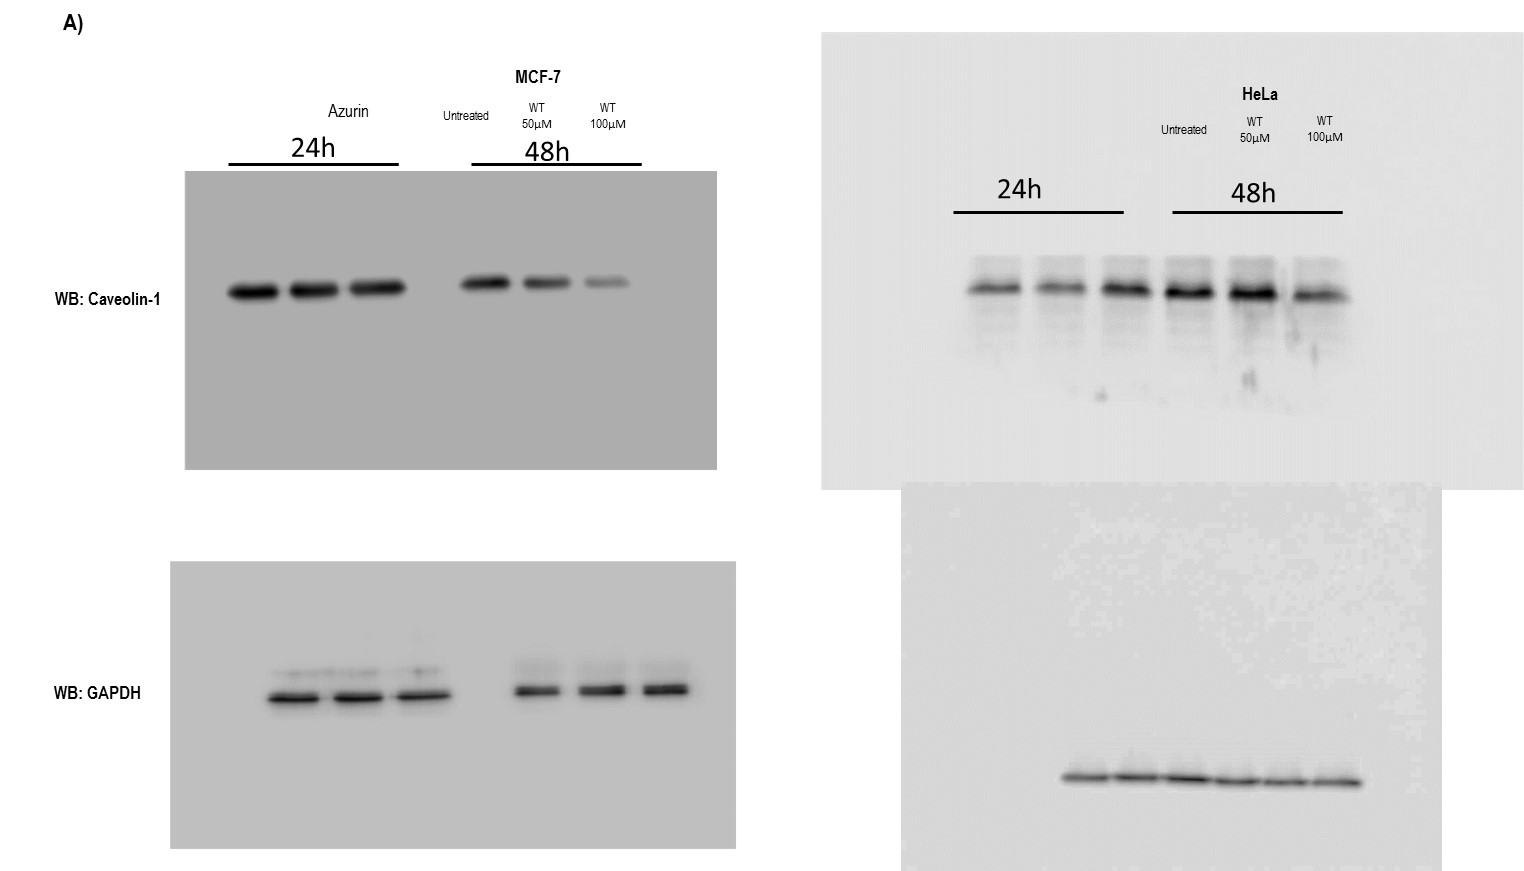 A)
MCF-7
Azurin
Untreated
WT
50μM
WT
100μM
24h
48h
WB: Caveolin-1
WB: GAPDH
HeLa
Untreated
WT
50μM
WT
100μM
24h
48h